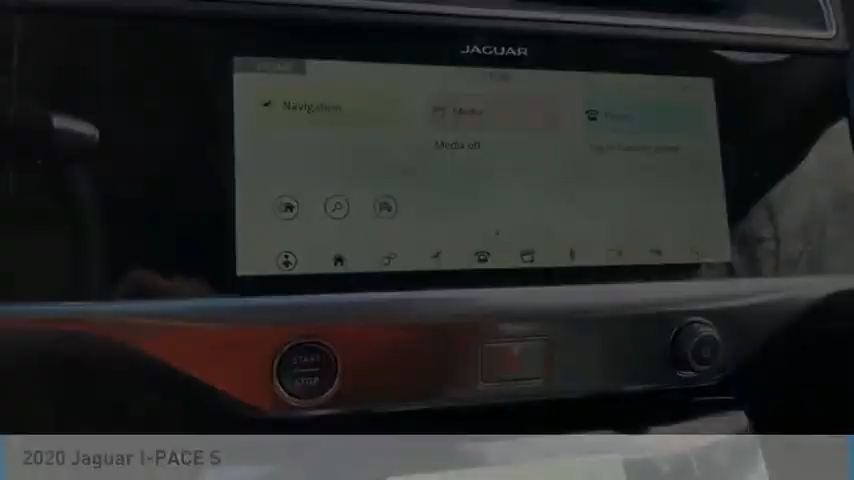 JAGUAR
Navigation
Media
Media off
START
STOP
2020 Jaguar I-PACE S